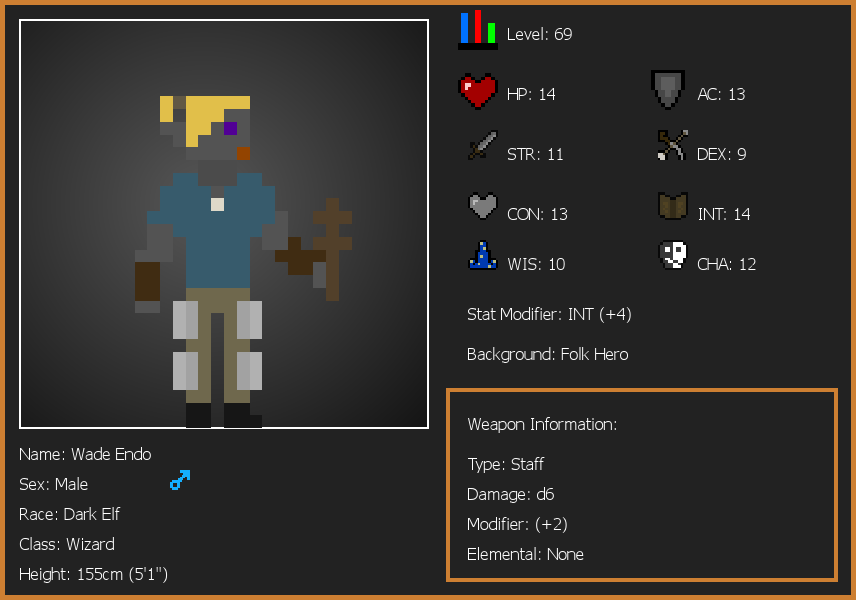 Level: 69
HP: 14
AC: 13
STR: 11
DEX: 9
CON: 13
INT: 14
WIS: 10
CHA: 12
Stat Modifier: INT (+4)
Background: Folk Hero
Weapon Information:
Type: Staff
Damage: d6
Modifier: (+2)
Elemental: None
Name: Wade Endo
Sex: Male
Race: Dark Elf
Class: Wizard
Height: 155cm (5'1")